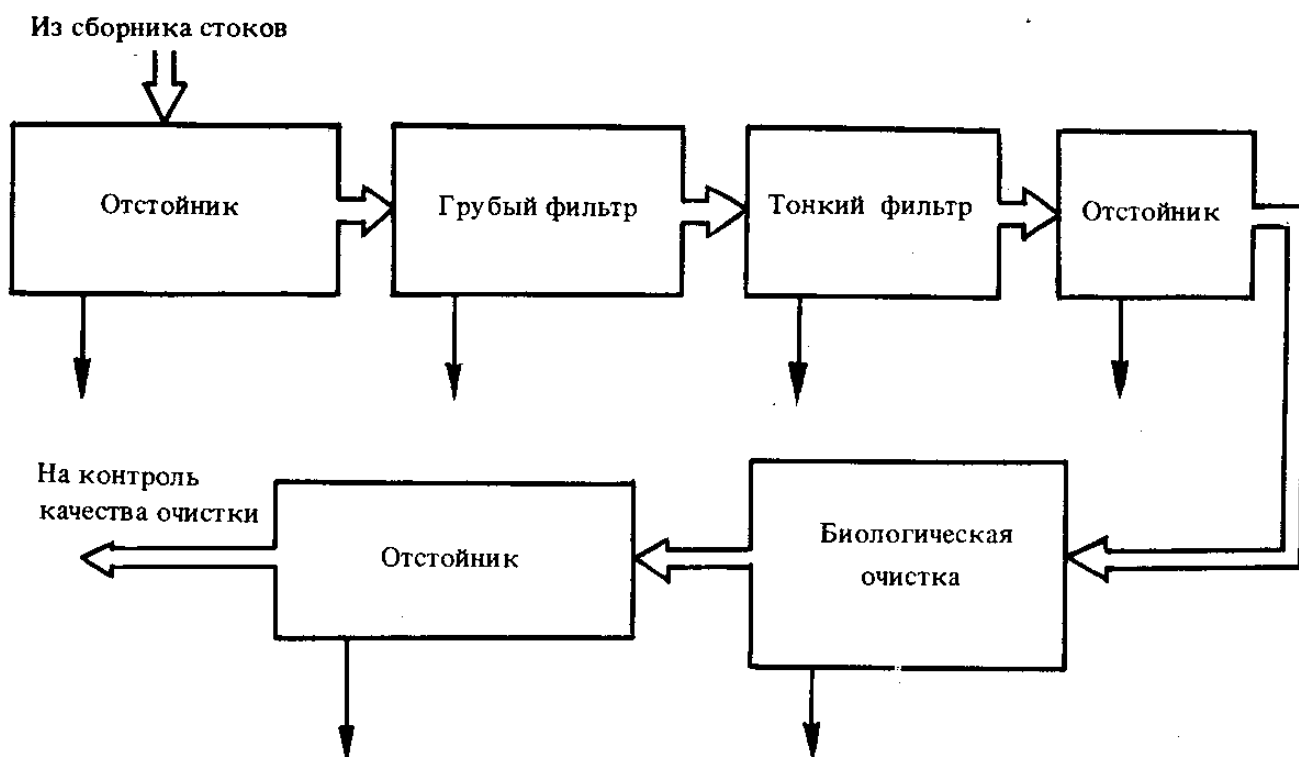 Из сборника стоков
Отстойник
Грубый фильтр
Тонкий фильтр
Отстойник
На контроль
качества очистки
Отстойник
Биологическая
очистка